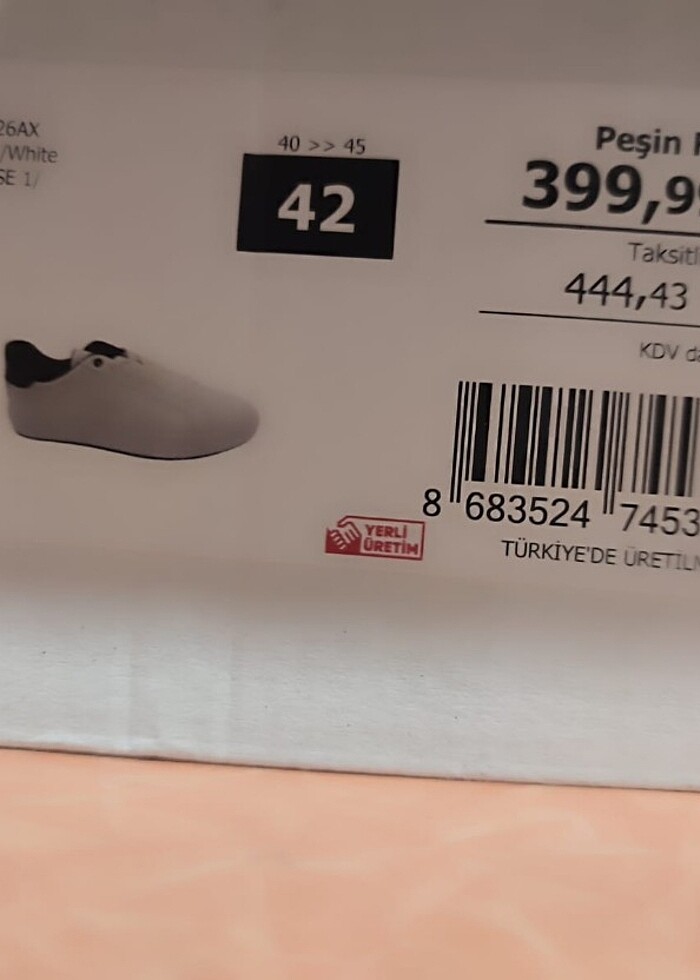 26AX
/White
SE 1/
40 >> 45
42
Peşin
399,9
Taksitl
444,43
KDV
8 683524 7453
YERLİ
ÜRETİM
TÜRKİYE'DE ÜRETİL